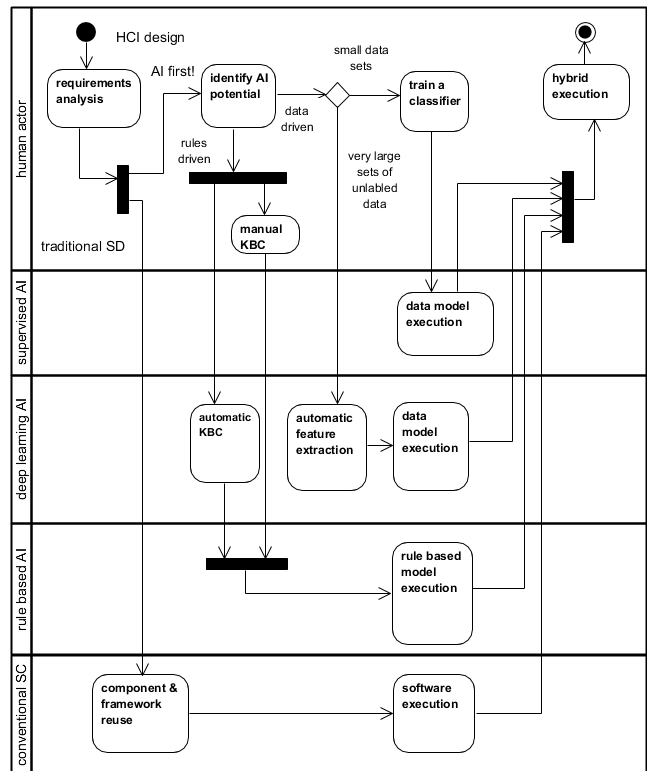 human actor
HCI design
requirements
analysis
AI first!
identify AI
potential
data
driven
rules
driven
small data
sets
train a
classifier
very large
sets of
unlabled
data
hybrid
execution
manual
KBC
traditional SD
supervised AI
data model
execution
deep learning AI
automatic
KBC
automatic
feature
extraction
data
model
execution
rule based AI
rule based
model
execution
conventional SC
component &
framework
reuse
software
execution